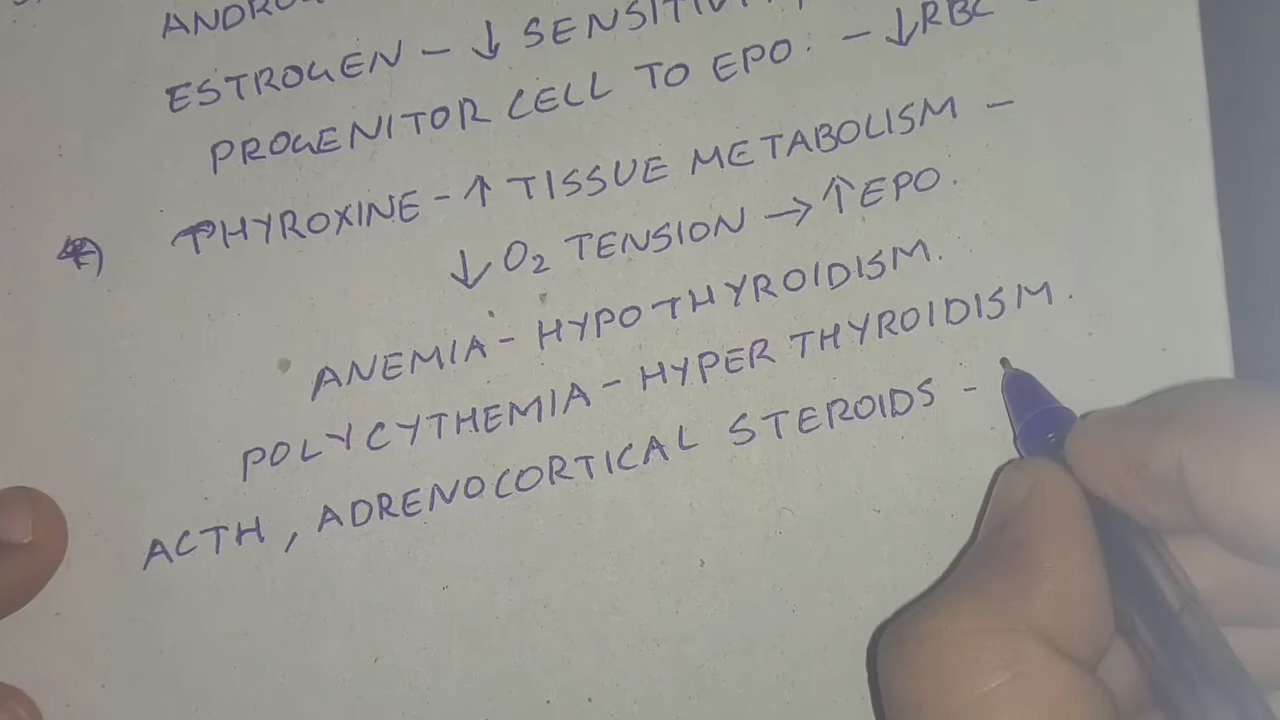 ESTROGEN - ↓
PROGENITOR CELL TO EPO. - ↓RBC
THYROXINE - ↑ TISSUE METABOLISM -
↓ O₂ TENSION → ↑EPO.
ANEMIA - HYPOTHYROIDISM.
POLYCYTHEMIA - HYPER THYROIDISM.
ACTH, ADRENOCORTICAL STEROIDS -